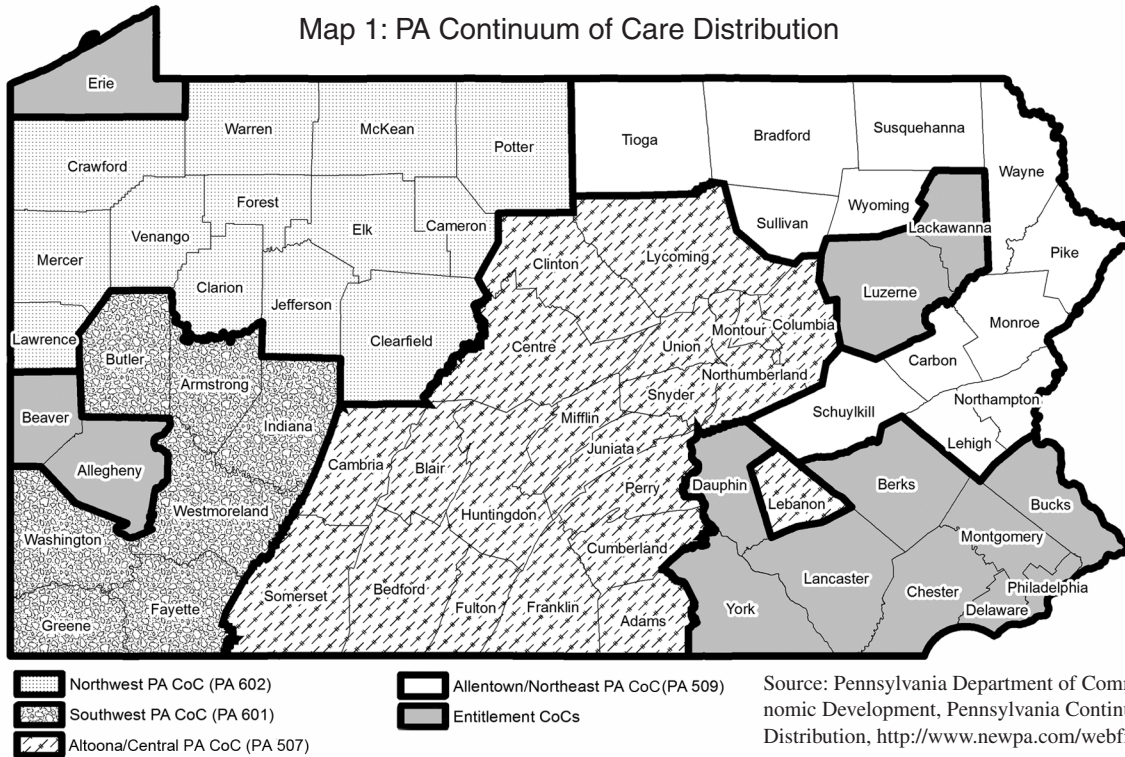 Map 1: PA Continuum of Care Distribution
Erie
Warren
McKean
Potter
Tioga
Bradford
Susquehanna
Crawford
Wayne
Forest
Wyoming
Venango
Elk
Cameron
Sullivan
Lackawanna
Mercer
Clinton
Lycoming
Pike
Clarion
Luzerne
Jefferson
Monroe
Lawrence
Clearfield
Butler
Centre
Union
Montour
Columbia
Carbon
Armstrong
Northumberland
Snyder
Northampton
Beaver
Indiana
Mifflin
Schuylkill
Lehigh
Juniata
Allegheny
Cambria
Blair
Perry
Dauphin
Berks
Lebanon
Bucks
Westmoreland
Huntingdon
Washington
Montgomery
Cumberland
Lancaster
Philadelphia
Somerset
Bedford
Chester
Fayette
Fulton
Franklin
York
Delaware
Greene
Adams
Northwest PA CoC (PA 602)
Southwest PA CoC (PA 601)
Altoona/Central PA CoC (PA 507)
Allentown/Northeast PA CoC(PA 509)
Entitlement CoCs
Source: Pennsylvania Department of Com
nomic Development, Pennsylvania Continu
Distribution, http://www.newpa.com/webf